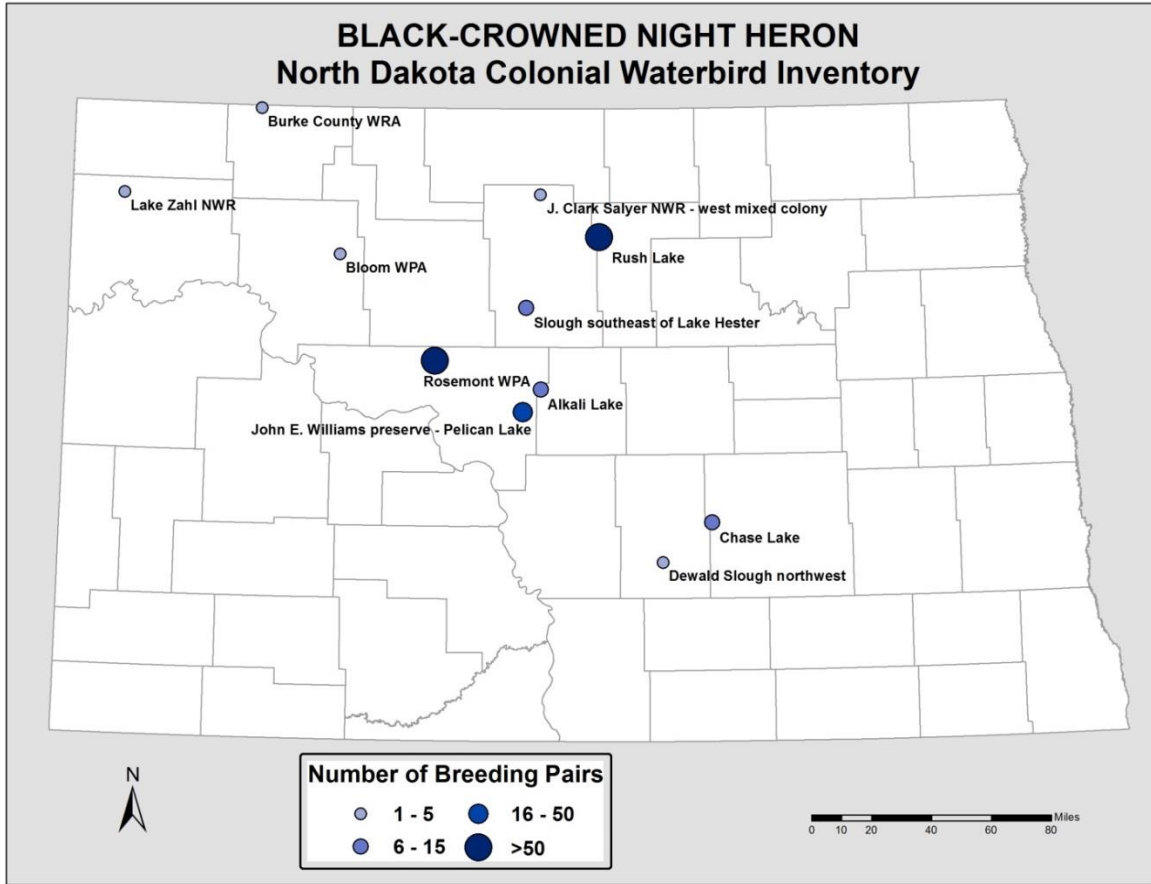 BLACK-CROWNED NIGHT HERON
North Dakota Colonial Waterbird Inventory
Burke County WRA
Lake Zahl NWR
J. Clark Salyer NWR - west mixed colony
Bloom WPA
Rush Lake
Slough southeast of Lake Hester
Rosemont WPA
Alkali Lake
John E. Williams preserve - Pelican Lake
Chase Lake
Dewald Slough northwest
N
Number of Breeding Pairs
1 - 5
16 - 50
6 - 15
>50
Miles
0 10 20 40 60 80